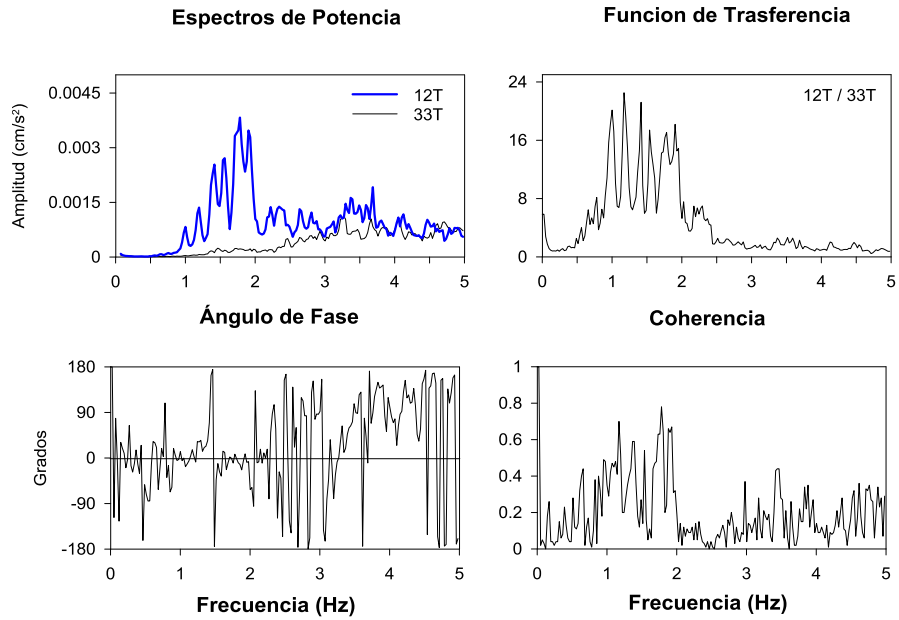 Espectros de Potencia
Funcion de Trasferencia
Amplitud (cm/s²)
0.0045
0.003
0.0015
0
12T
33T
0 1 2 3 4 5
24
16
8
0
12T / 33T
0 1 2 3 4 5
Ángulo de Fase
Coherencia
Grados
180
90
0
-90
-180
0 1 2 3 4 5
Frecuencia (Hz)
1
0.8
0.6
0.4
0.2
0
0 1 2 3 4 5
Frecuencia (Hz)